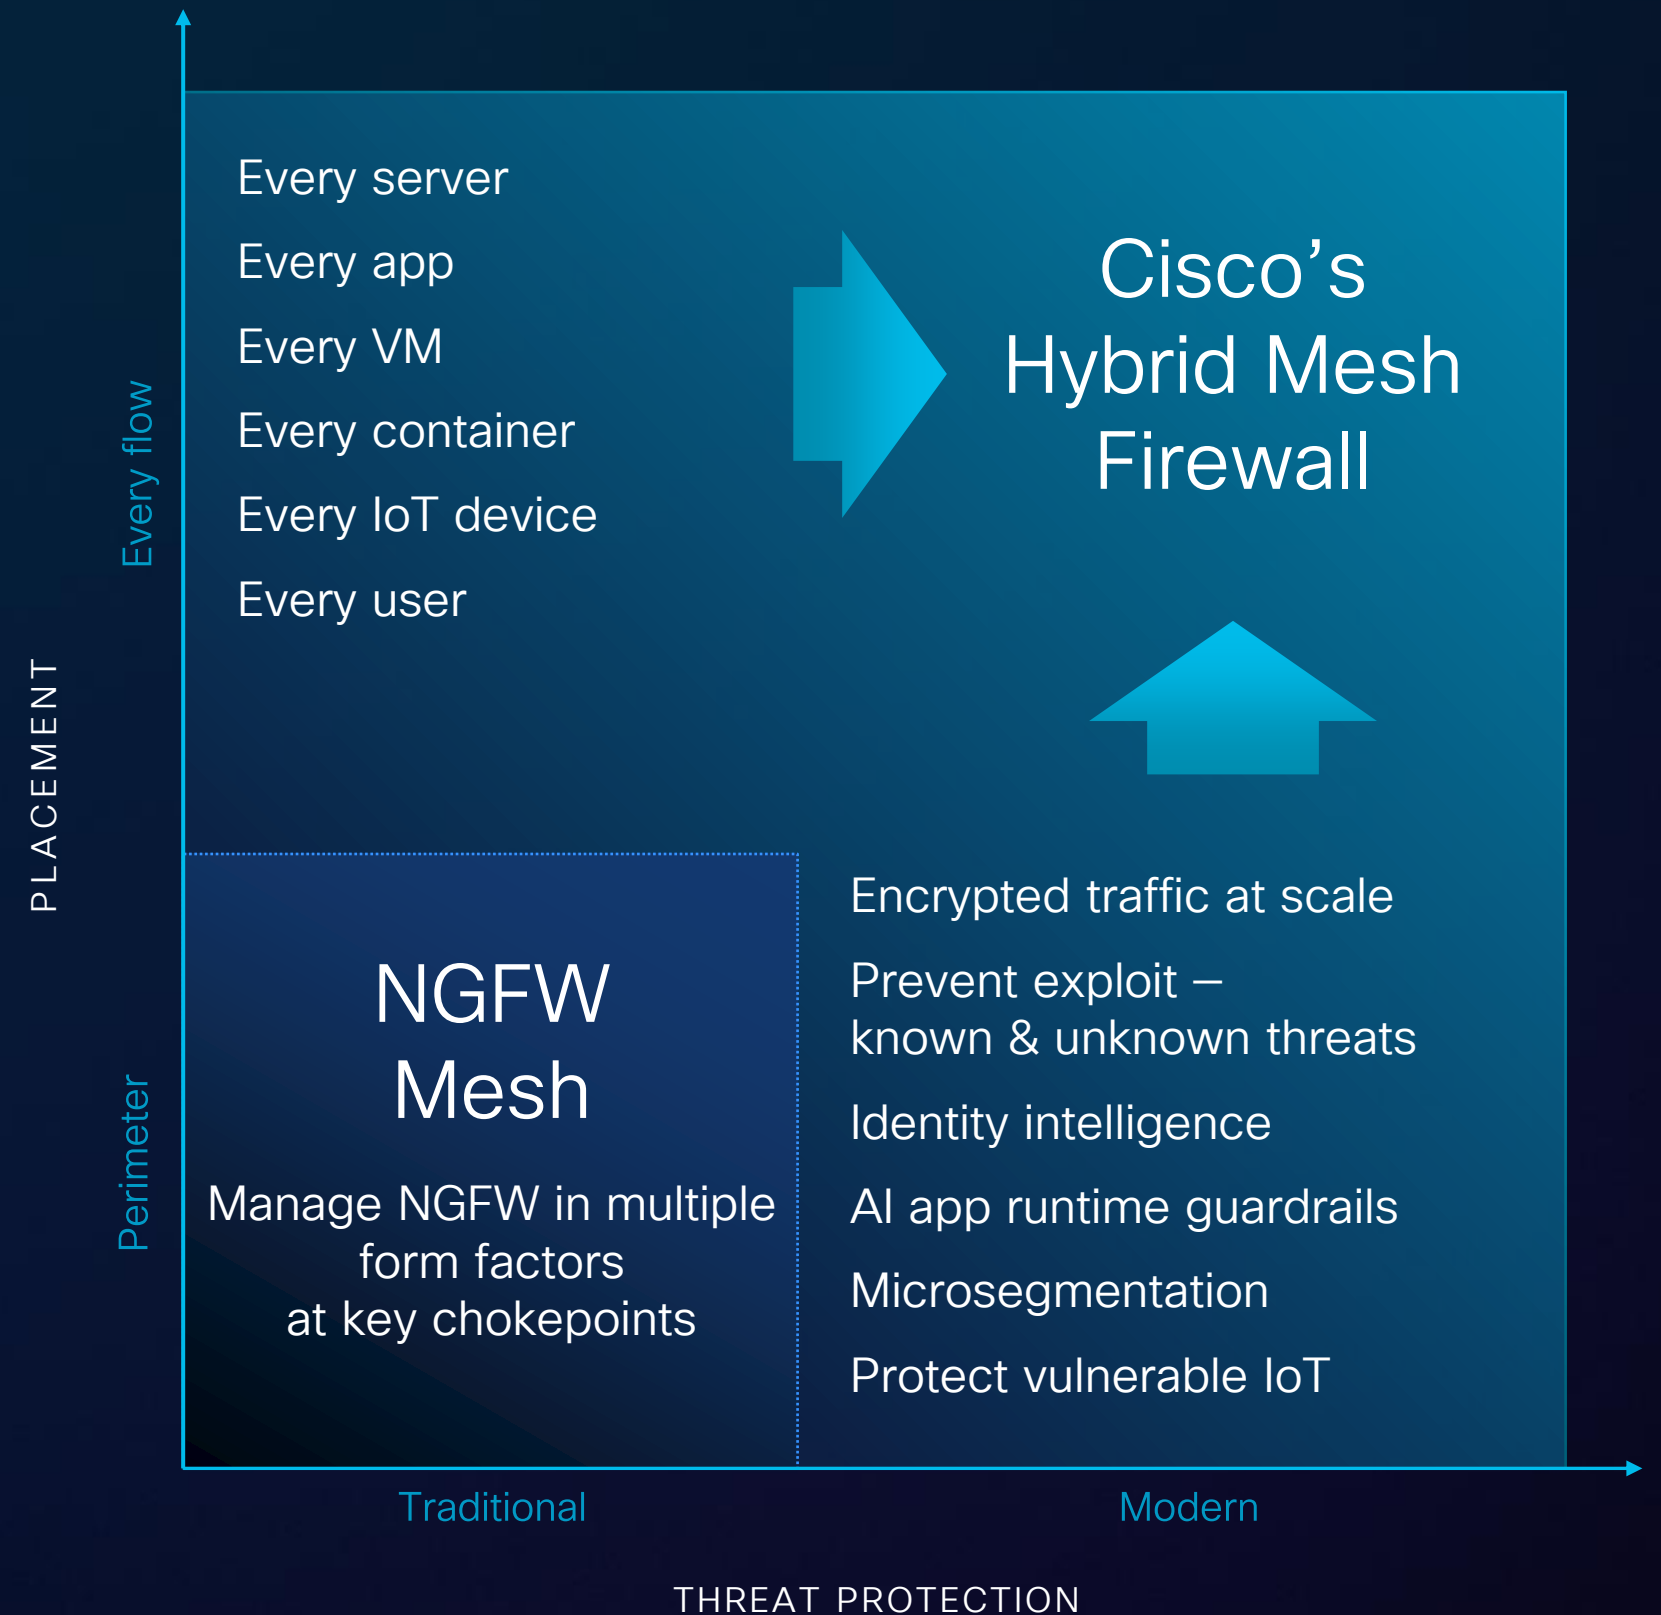 Every server
Every app
Every VM
Every container
Every IoT device
Every user
Cisco’s
Hybrid Mesh
Firewall
Every flow
PLACEMENT
Perimeter
NGFW
Mesh
Manage NGFW in multiple
form factors
at key chokepoints
Encrypted traffic at scale
Prevent exploit –
known & unknown threats
Identity intelligence
AI app runtime guardrails
Microsegmentation
Protect vulnerable IoT
Traditional
Modern
THREAT PROTECTION